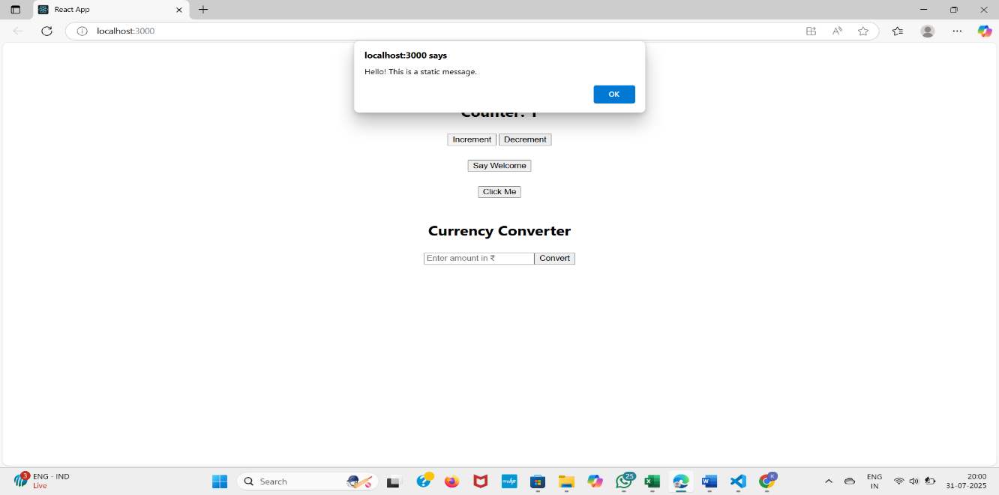 React App
localhost:3000
localhost:3000 says
Hello! This is a static message.
OK
Counter: 1
Increment Decrement
Say Welcome
Click Me
Currency Converter
Enter amount in ₹ Convert
3 ENG - IND
Live
Search
25
K
ENG
IN
20:00
31-07-2025